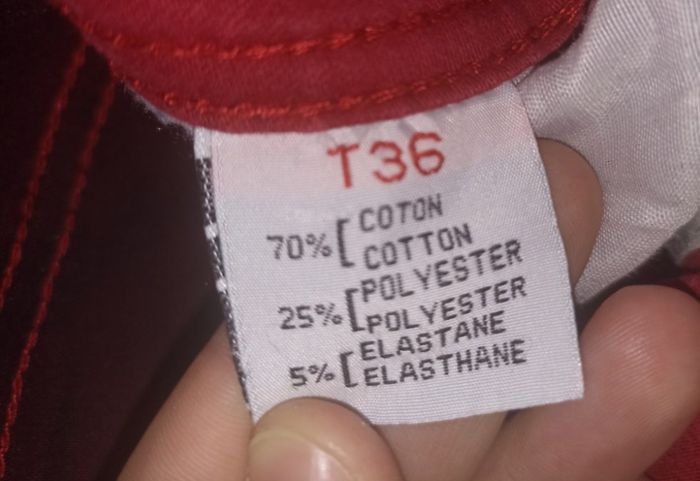 T36
70% [ COTON
COTTON
25% [ POLYESTER
POLYESTER
5% [ ELASTANE
ELASTHANE